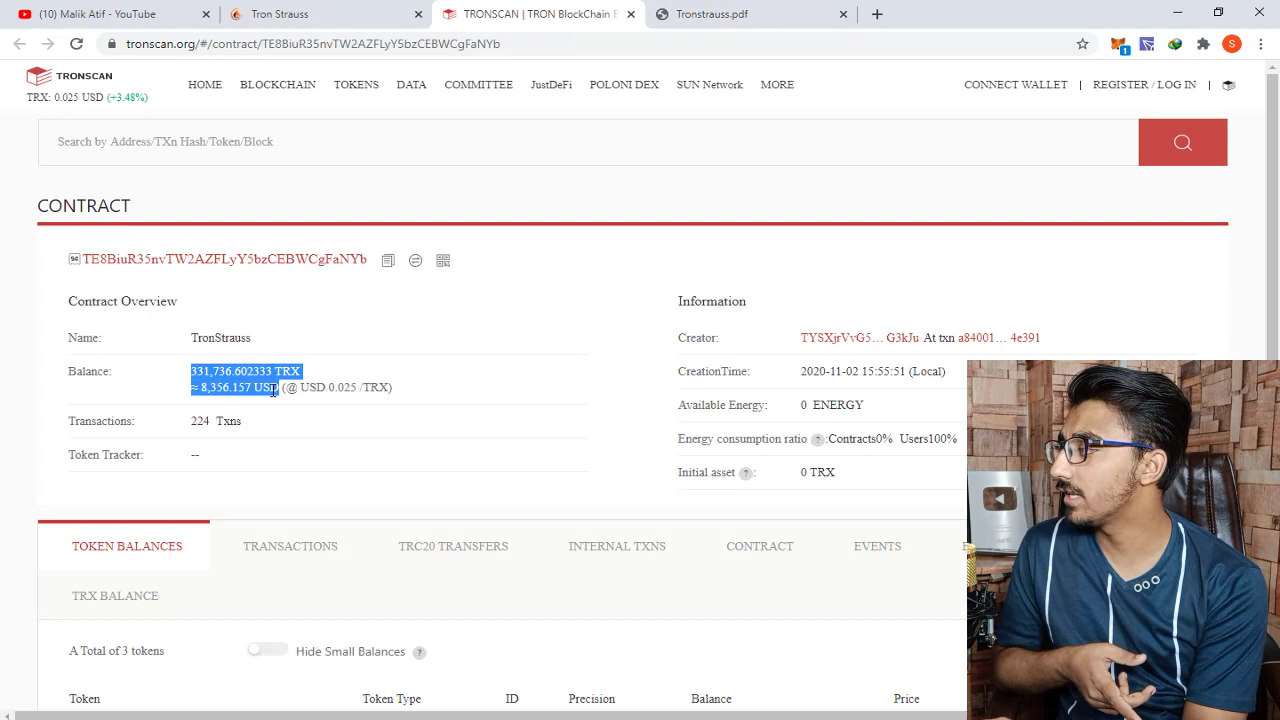 (10) Malik Atif - YouTube
Tron Strauss
TRONSCAN | TRON BlockChain E
Tronstrauss.pdf
tronscan.org/#/contract/TE8BiuR35nvTW2AZFLyY5bzCEBWCgFaNYb
1
S
TRONSCAN
TRX: 0.025 USD (+3.48%)
HOME BLOCKCHAIN TOKENS DATA COMMITTEE JustDeFi POLONI DEX SUN Network MORE
CONNECT WALLET | REGISTER / LOG IN |
Search by Address/TXn Hash/Token/Block
CONTRACT
TE8BiuR35nvTW2AZFLyY5bzCEBWCgFaNYb
Contract Overview
Name: TronStrauss
Balance: 331,736.602333 TRX
≈ 8,356.157 USD (@ USD 0.025 /TRX)
Transactions: 224 Txns
Token Tracker: --
Information
Creator: TYSXjrVvG5... G3kJu At txn a84001... 4e391
CreationTime: 2020-11-02 15:55:51 (Local)
Available Energy: 0 ENERGY
Energy consumption ratio ? :Contracts0% Users100%
Initial asset ? : 0 TRX
TOKEN BALANCES TRANSACTIONS TRC20 TRANSFERS INTERNAL TXNS CONTRACT EVENTS
TRX BALANCE
A Total of 3 tokens Hide Small Balances ?
Token Token Type ID Precision Balance Price